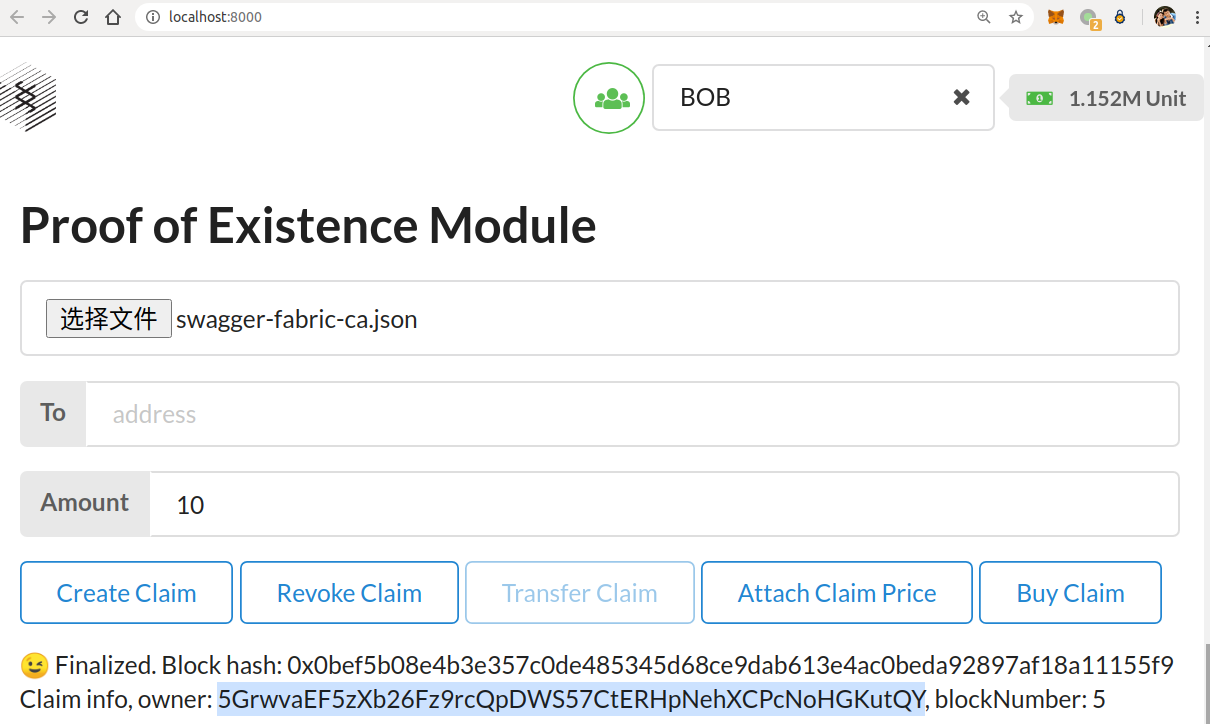 localhost:8000
2
BOB
1.152M Unit
Proof of Existence Module
选择文件 swagger-fabric-ca.json
To address
Amount 10
Create Claim Revoke Claim Transfer Claim Attach Claim Price Buy Claim
😉 Finalized. Block hash: 0x0bef5b08e4b3e357c0de485345d68ce9dab613e4ac0beda92897af18a11155f9
Claim info, owner: 5GrwvaEF5zXb26Fz9rcQpDWS57CtERHpNehXCPcNoHGKutQY, blockNumber: 5